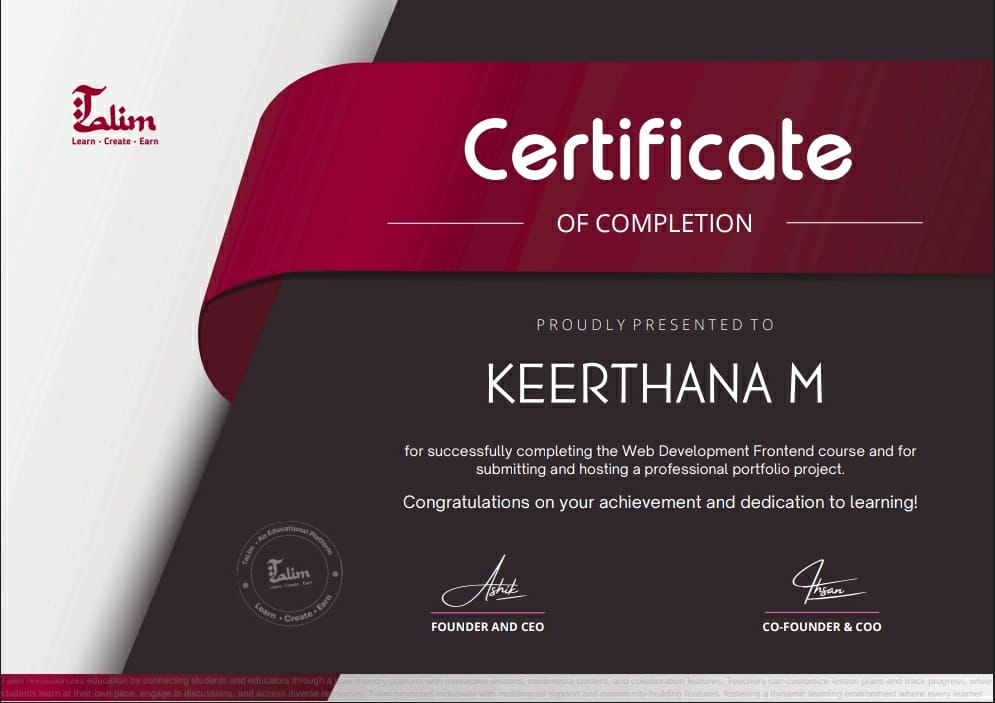 Talim
Learn · Create · Earn
Certificate
OF COMPLETION
PROUDLY PRESENTED TO
KEERTHANA M
for successfully completing the Web Development Frontend course and for
submitting and hosting a professional portfolio project.
Congratulations on your achievement and dedication to learning!
TaLim - An Educational Platform
Talim
Learn · Create · Earn
Learn · Create · Earn
Ashik
Ihsan
FOUNDER AND CEO
CO-FOUNDER & COO
Talim revolutionizes education by connecting students and educators through a user-friendly platform with interactive lessons, multimedia content, and collaboration features. Teachers can customize lesson plans and track progress, while
students learn at their own pace, engage in discussions, and access diverse resources. Talim promotes inclusivity with multilingual support and community-building features, fostering a dynamic learning environment where every learner